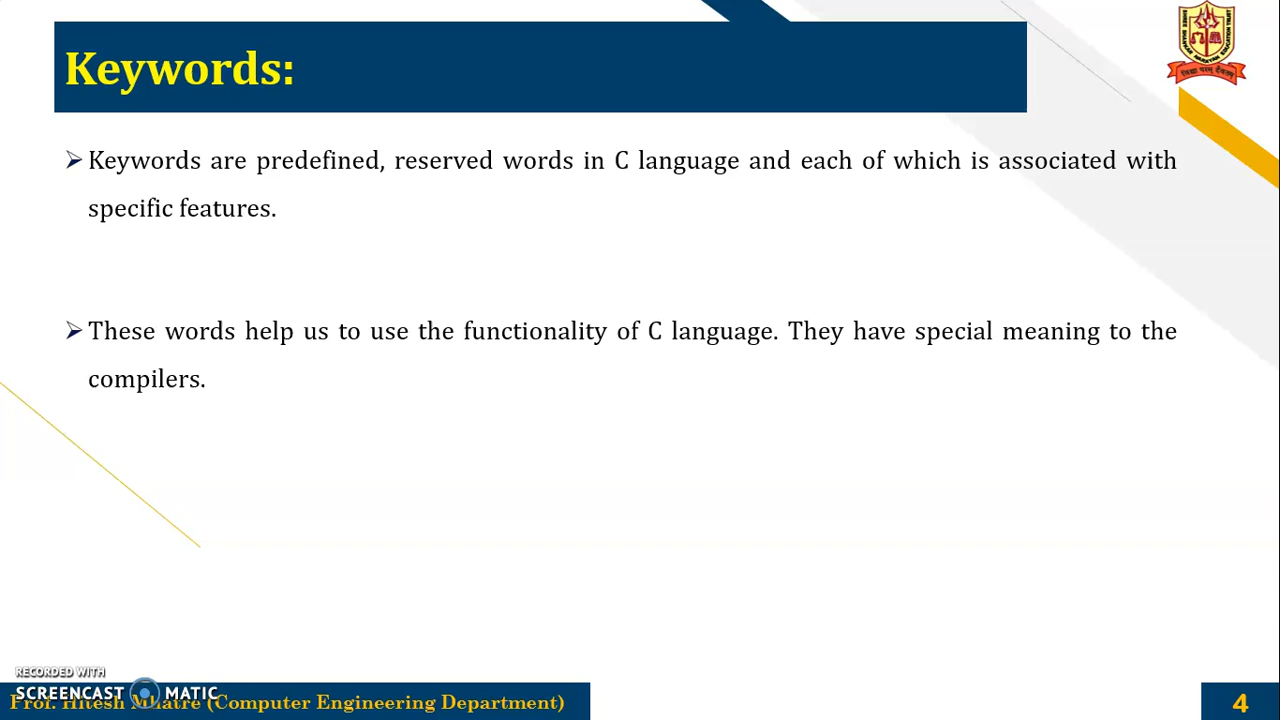 Keywords:
Keywords are predefined, reserved words in C language and each of which is associated with
specific features.
These words help us to use the functionality of C language. They have special meaning to the
compilers.
RECORDED WITH
SCREENCAST MATIC
Prof. Hitesh Mhatre (Computer Engineering Department)
4